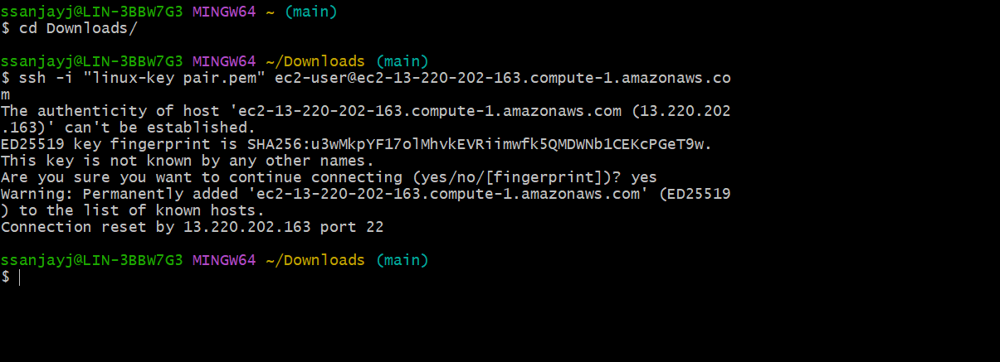 ssanjayj@LIN-3BBW7G3 MINGW64 ~ (main)
$ cd Downloads/
ssanjayj@LIN-3BBW7G3 MINGW64 ~/Downloads (main)
$ ssh -i "linux-key pair.pem" ec2-user@ec2-13-220-202-163.compute-1.amazonaws.co
m
The authenticity of host 'ec2-13-220-202-163.compute-1.amazonaws.com (13.220.202
.163)' can't be established.
ED25519 key fingerprint is SHA256:u3wMkpYF17olMhvkEVRiimwfk5QMDWNb1CEKcPGeT9w.
This key is not known by any other names.
Are you sure you want to continue connecting (yes/no/[fingerprint])? yes
Warning: Permanently added 'ec2-13-220-202-163.compute-1.amazonaws.com' (ED25519
) to the list of known hosts.
Connection reset by 13.220.202.163 port 22
ssanjayj@LIN-3BBW7G3 MINGW64 ~/Downloads (main)
$